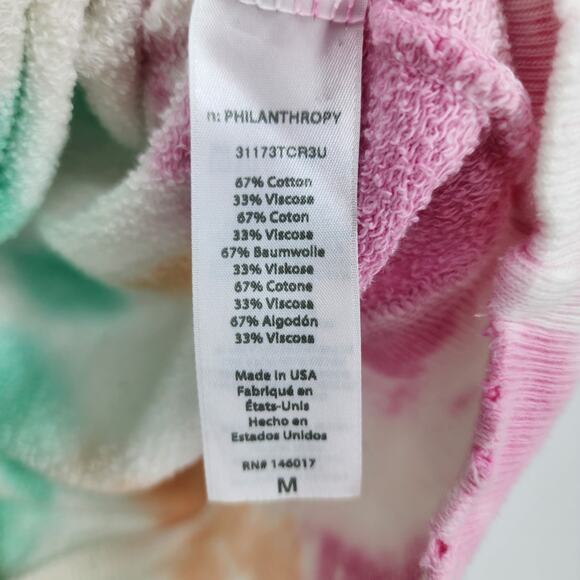 n: PHILANTHROPY
31173TCR3U
67% Cotton
33% Viscose
67% Coton
33% Viscose
67% Baumwolle
33% Viskose
67% Cotone
33% Viscosa
67% Algodón
33% Viscosa
Made in USA
Fabriqué en
États-Unis
Hecho en
Estados Unidos
RN# 146017
M